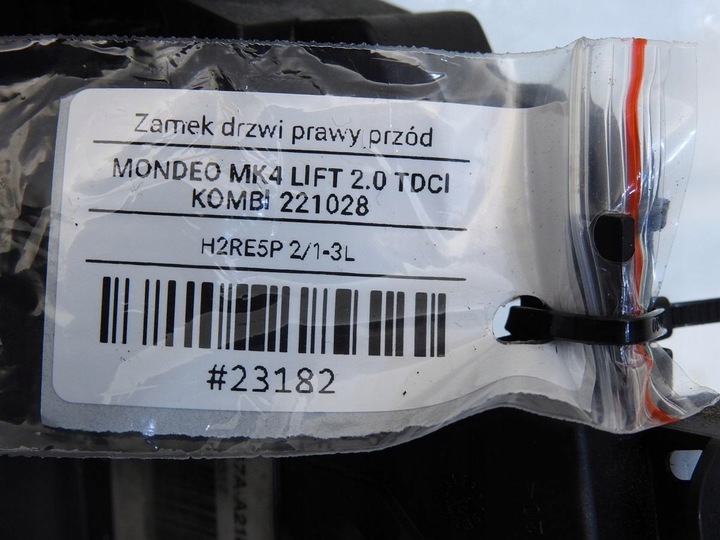 Zamek drzwi prawy przód
MONDEO MK4 LIFT 2.0 TDCI
KOMBI 221028
H2RE5P 2/1-3L
#23182